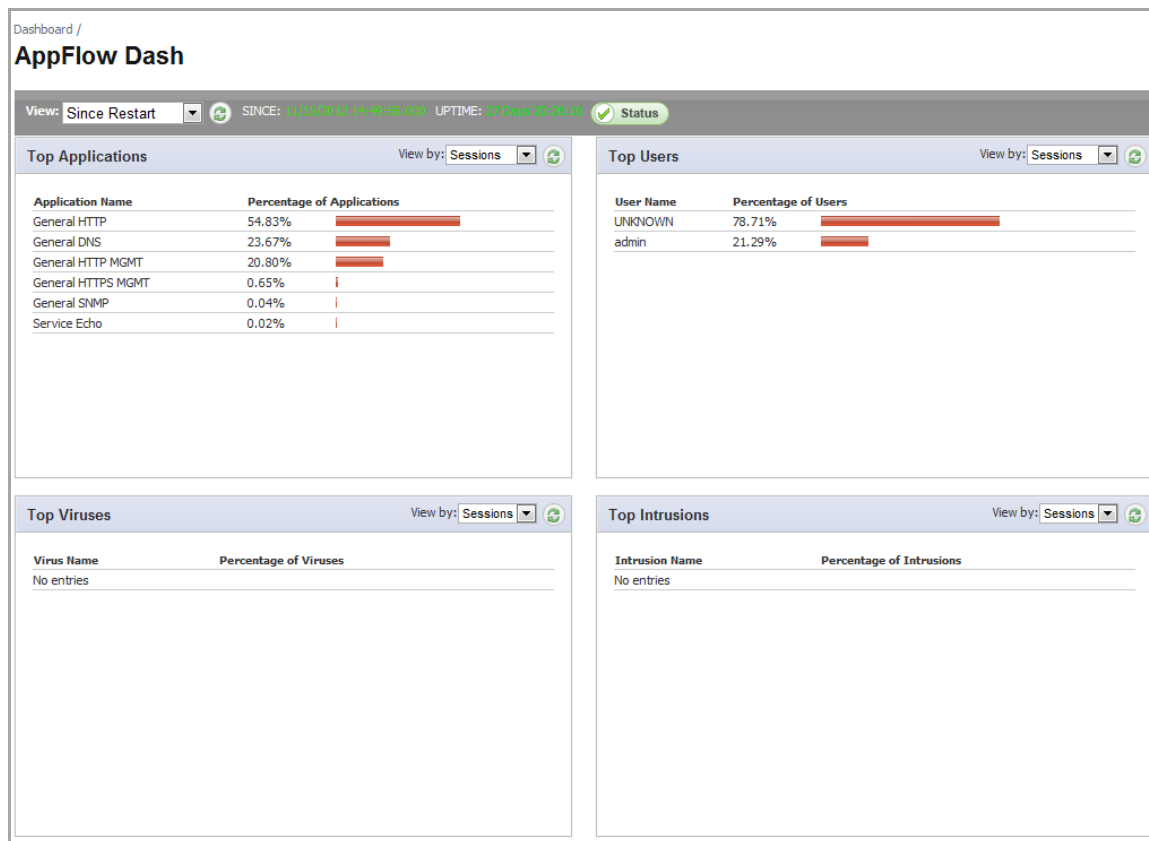 Dashboard /
AppFlow Dash
View: Since Restart SINCE: UPTIME: 27 Days Status
Top Applications View by: Sessions
Application Name Percentage of Applications
General HTTP 54.83%
General DNS 23.67%
General HTTP MGMT 20.80%
General HTTPS MGMT 0.65%
General SNMP 0.04%
Service Echo 0.02%
Top Users View by: Sessions
User Name Percentage of Users
UNKNOWN 78.71%
admin 21.29%
Top Viruses View by: Sessions
Virus Name Percentage of Viruses
No entries
Top Intrusions View by: Sessions
Intrusion Name Percentage of Intrusions
No entries